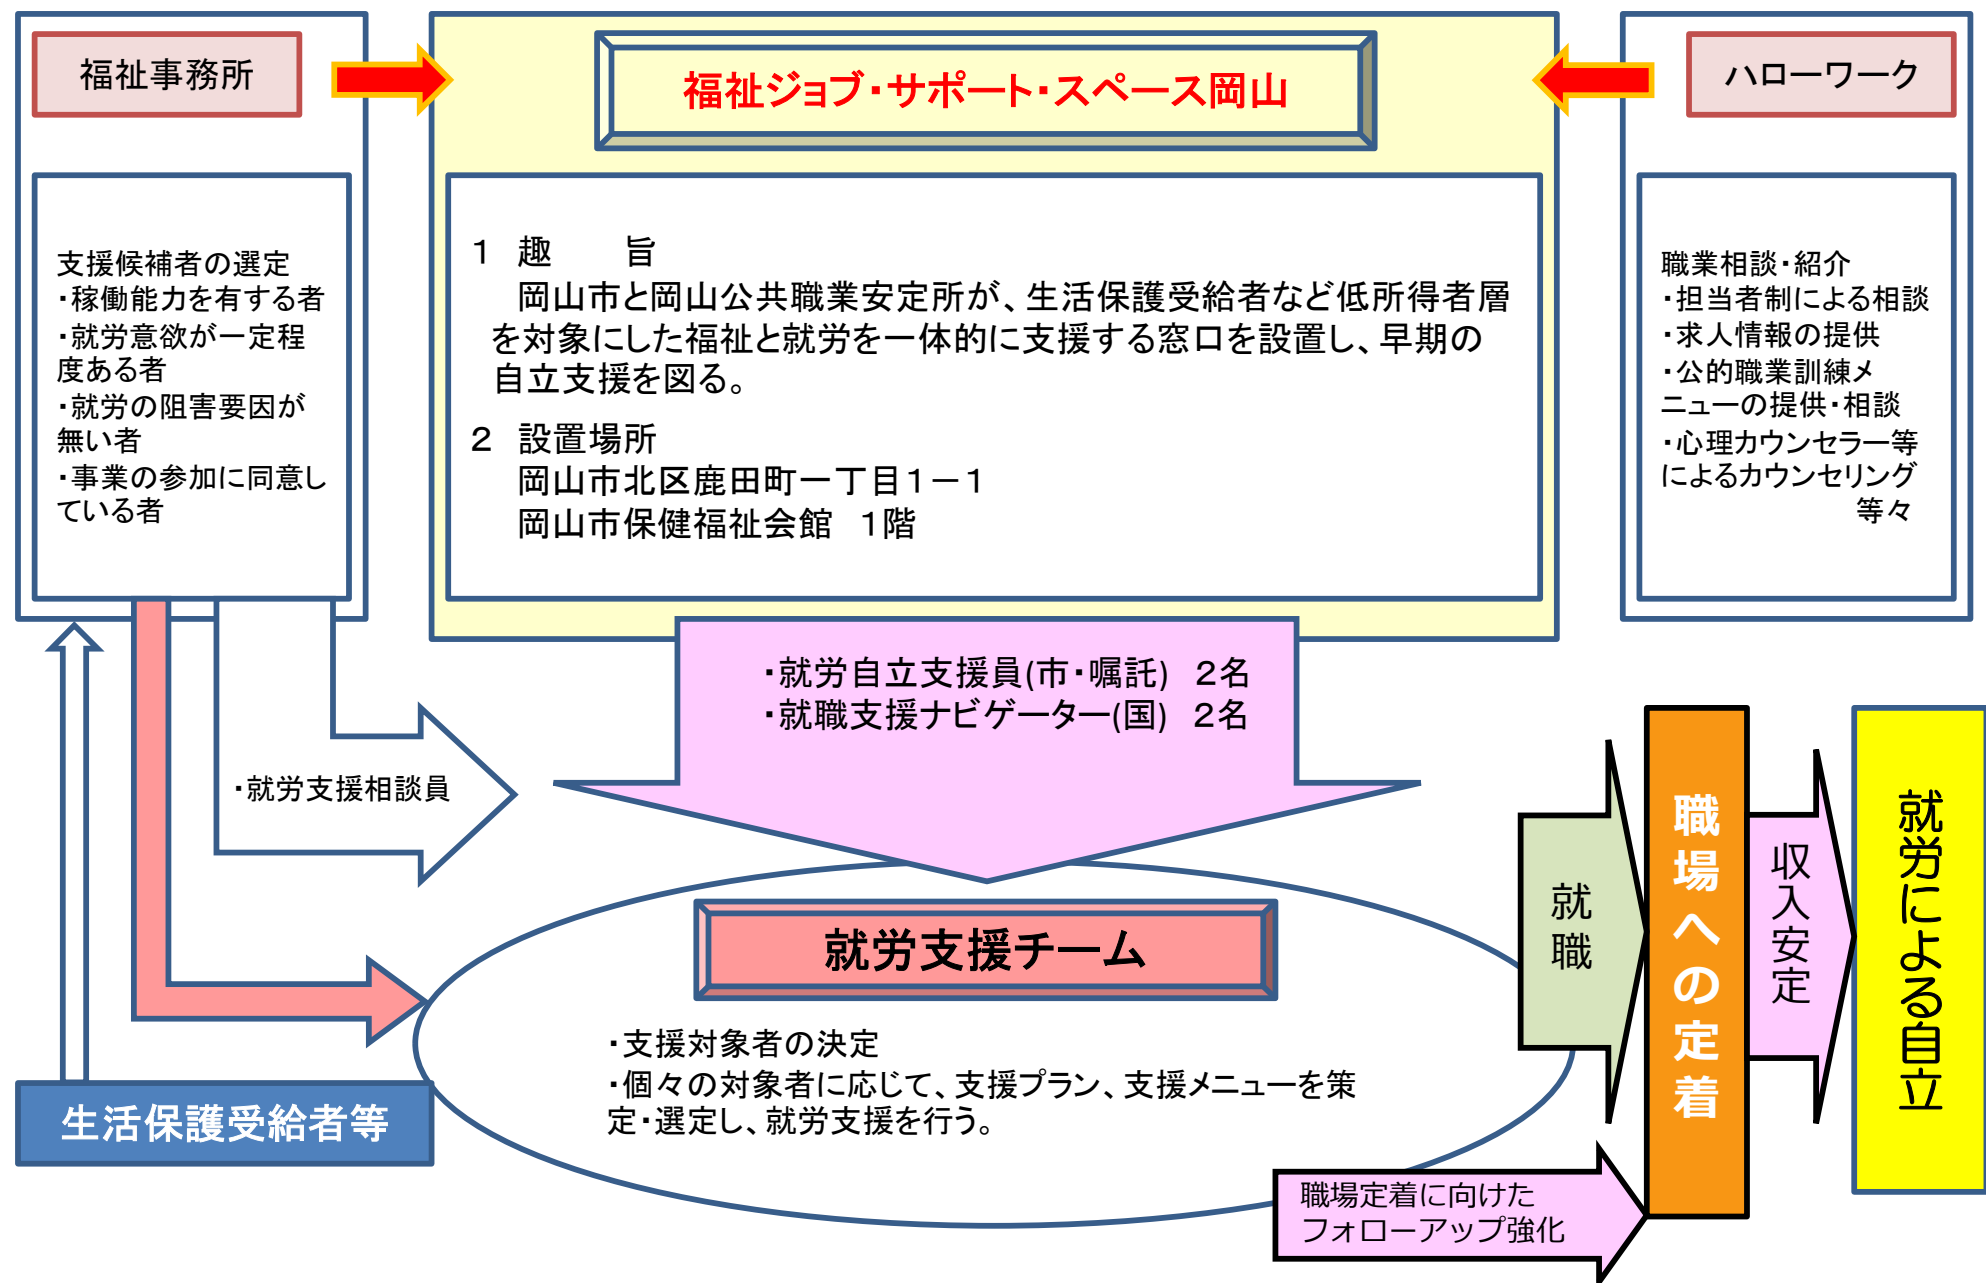 福祉事務所
支援候補者の選定
・稼働能力を有する者
・就労意欲が一定程
度ある者
・就労の阻害要因が
無い者
・事業の参加に同意し
ている者
福祉ジョブ・サポート・スペース岡山
１　趣　　旨
岡山市と岡山公共職業安定所が、生活保護受給者など低所得者層
を対象にした福祉と就労を一体的に支援する窓口を設置し、早期の
自立支援を図る。
２　設置場所
岡山市北区鹿田町一丁目１－１
岡山市保健福祉会館　１階
ハローワーク
職業相談・紹介
・担当者制による相談
・求人情報の提供
・公的職業訓練メ
ニューの提供・相談
・心理カウンセラー等
によるカウンセリング
等々
・就労自立支援員(市・嘱託)　２名
・就職支援ナビゲーター(国)　２名
・就労支援相談員
就労支援チーム
・支援対象者の決定
・個々の対象者に応じて、支援プラン、支援メニューを策
定・選定し、就労支援を行う。
生活保護受給者等
就職
職場への定着
収入安定
就労による自立
職場定着に向けた
フォローアップ強化